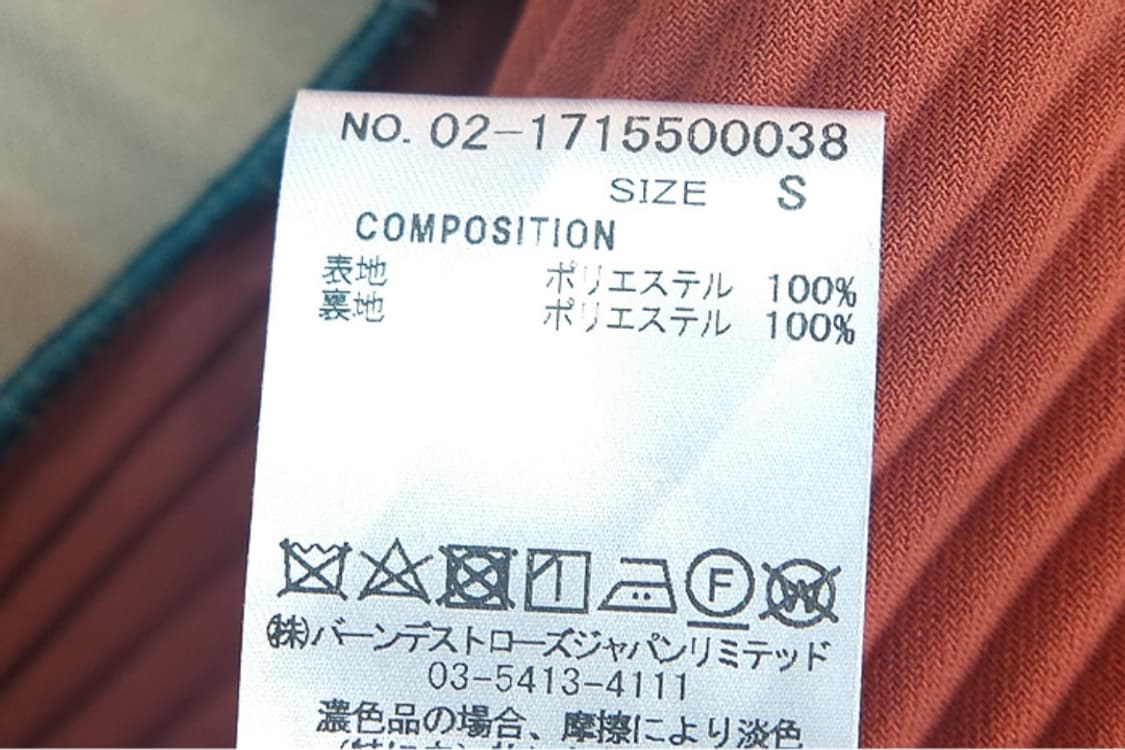 NO. 02-1715500038
SIZE S
COMPOSITION
表地 ポリエステル 100%
裏地 ポリエステル 100%
F W
㈱バーンデストローズジャパンリミテッド
03-5413-4111
濃色品の場合、摩擦により淡色